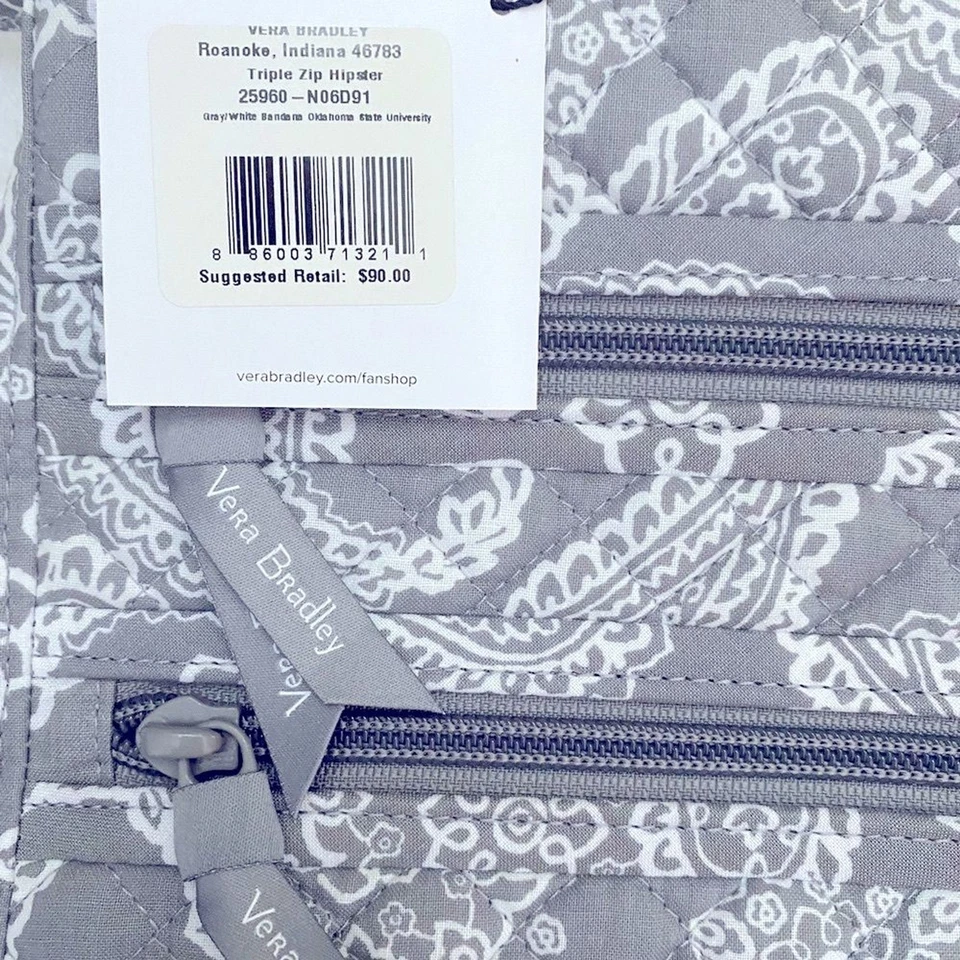 VERA BRADLEY
Roanoke, Indiana 46783
Triple Zip Hipster
25960 – N06D91
Gray/White Bandana Oklahoma State University
8 86003 71321 1
Suggested Retail: $90.00
verabradley.com/fanshop
Vera Bradley
Vera
Vera